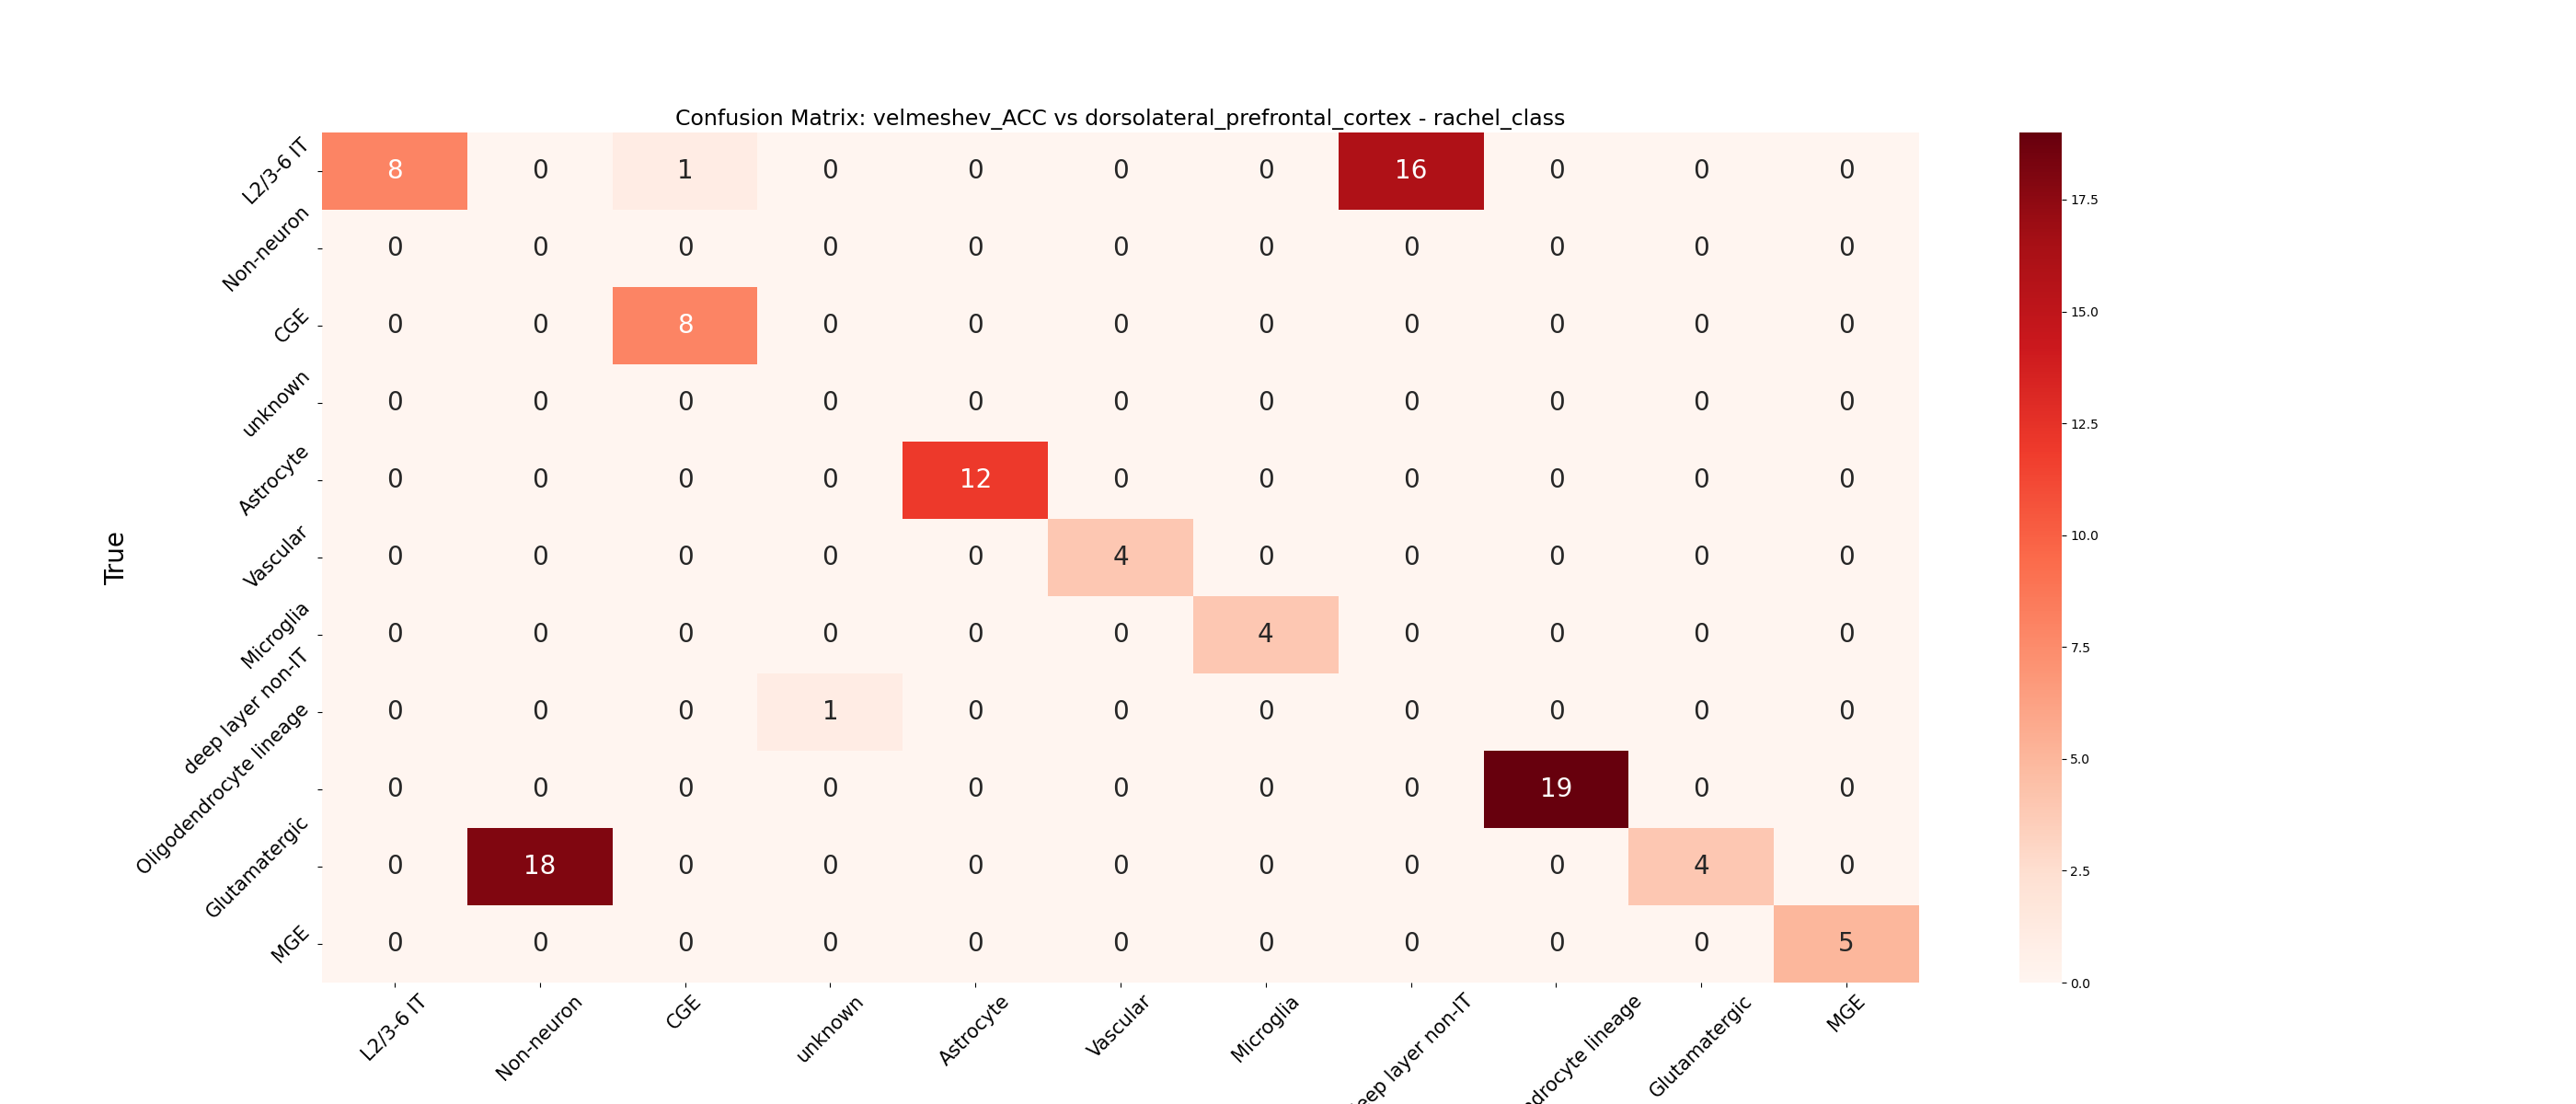 Confusion Matrix: velmeshev_ACC vs dorsolateral_prefrontal_cortex - rachel_class
True
L2/3-6 IT 8 0 1 0 0 0 0 16 0 0 0
Non-neuron 0 0 0 0 0 0 0 0 0 0 0
CGE 0 0 8 0 0 0 0 0 0 0 0
unknown 0 0 0 0 0 0 0 0 0 0 0
Astrocyte 0 0 0 0 12 0 0 0 0 0 0
Vascular 0 0 0 0 0 4 0 0 0 0 0
Microglia 0 0 0 0 0 0 4 0 0 0 0
deep layer non-IT 0 0 0 1 0 0 0 0 0 0 0
Oligodendrocyte lineage 0 0 0 0 0 0 0 0 19 0 0
Glutamatergic 0 18 0 0 0 0 0 0 0 4 0
MGE 0 0 0 0 0 0 0 0 0 0 5
L2/3-6 IT Non-neuron CGE unknown Astrocyte Vascular Microglia eep layer non-IT drocyte lineage Glutamatergic MGE
17.5
15.0
12.5
10.0
7.5
5.0
2.5
0.0